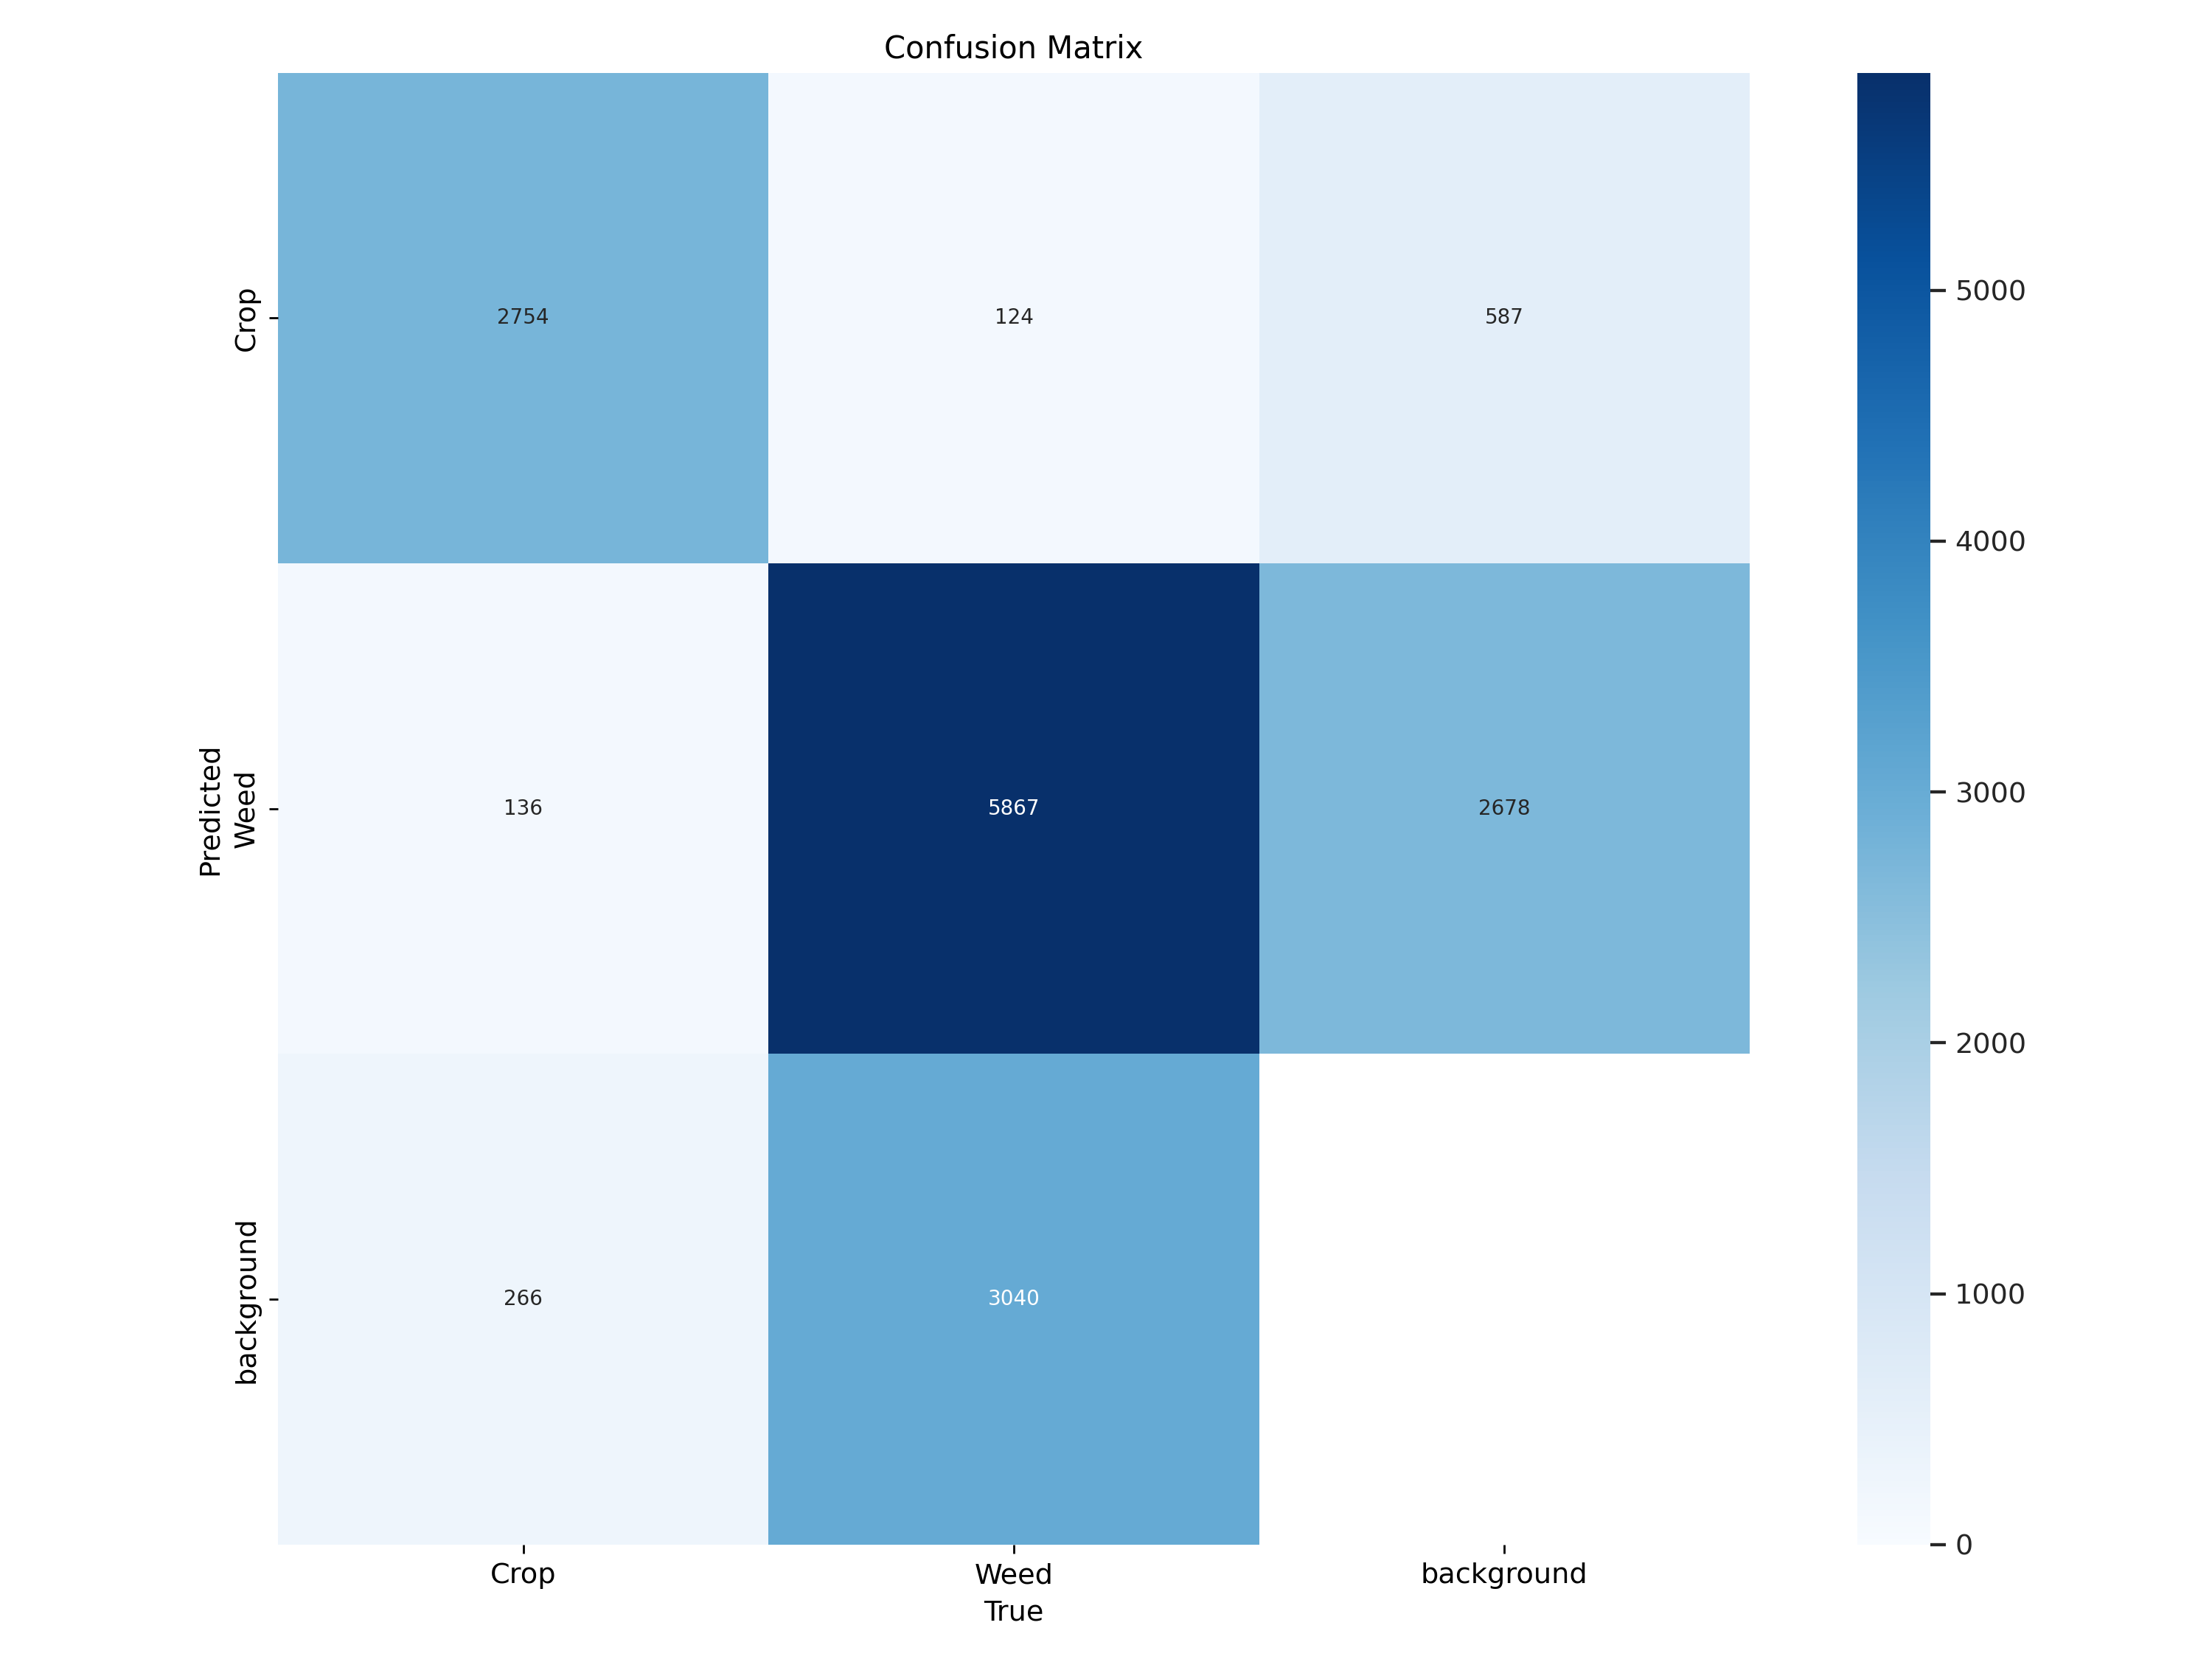 Confusion Matrix
Crop
2754
124
587
5000
4000
Predicted
Weed
136
5867
2678
3000
2000
background
266
3040
1000
0
Crop
Weed
background
True